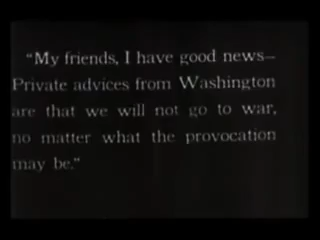 "My friends, I have good news—
Private advices from Washington
are that we will not go to war,
no matter what the provocation
may be."